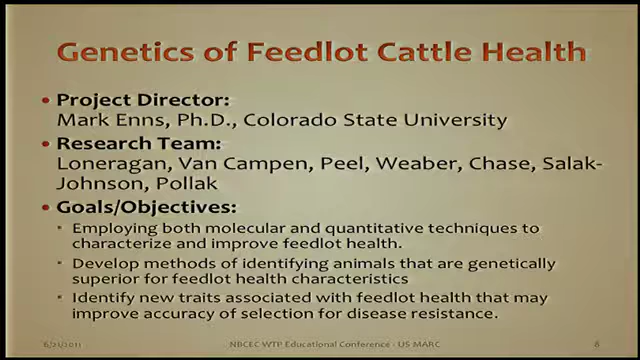 Genetics of Feedlot Cattle Health
• Project Director:
Mark Enns, Ph.D., Colorado State University
• Research Team:
Loneragan, Van Campen, Peel, Weaber, Chase, Salak-
Johnson, Pollak
• Goals/Objectives:
▪ Employing both molecular and quantitative techniques to
characterize and improve feedlot health.
▪ Develop methods of identifying animals that are genetically
superior for feedlot health characteristics
▪ Identify new traits associated with feedlot health that may
improve accuracy of selection for disease resistance.
6/21/2011 NBCEC WTP Educational Conference - US MARC 8